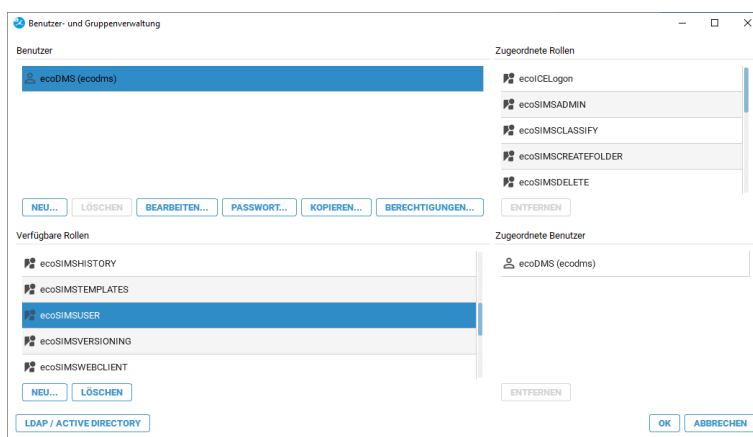 Benutzer- und Gruppenverwaltung
Benutzer
ecoDMS (ecodms)
NEU...
LÖSCHEN
BEARBEITEN...
PASSWORT...
KOPIEREN...
BERECHTIGUNGEN...
Zugeordnete Rollen
ecoICELogon
ecoSIMSADMIN
ecoSIMSCLASSIFY
ecoSIMSCREATEFOLDER
ecoSIMSDELETE
ENTFERNEN
Verfügbare Rollen
ecoSIMSHISTORY
ecoSIMSTEMPLATES
ecoSIMSUSER
ecoSIMSVERSIONING
ecoSIMSWEBCLIENT
NEU...
LÖSCHEN
Zugeordnete Benutzer
ecoDMS (ecodms)
ENTFERNEN
LDAP / ACTIVE DIRECTORY
OK
ABBRECHEN